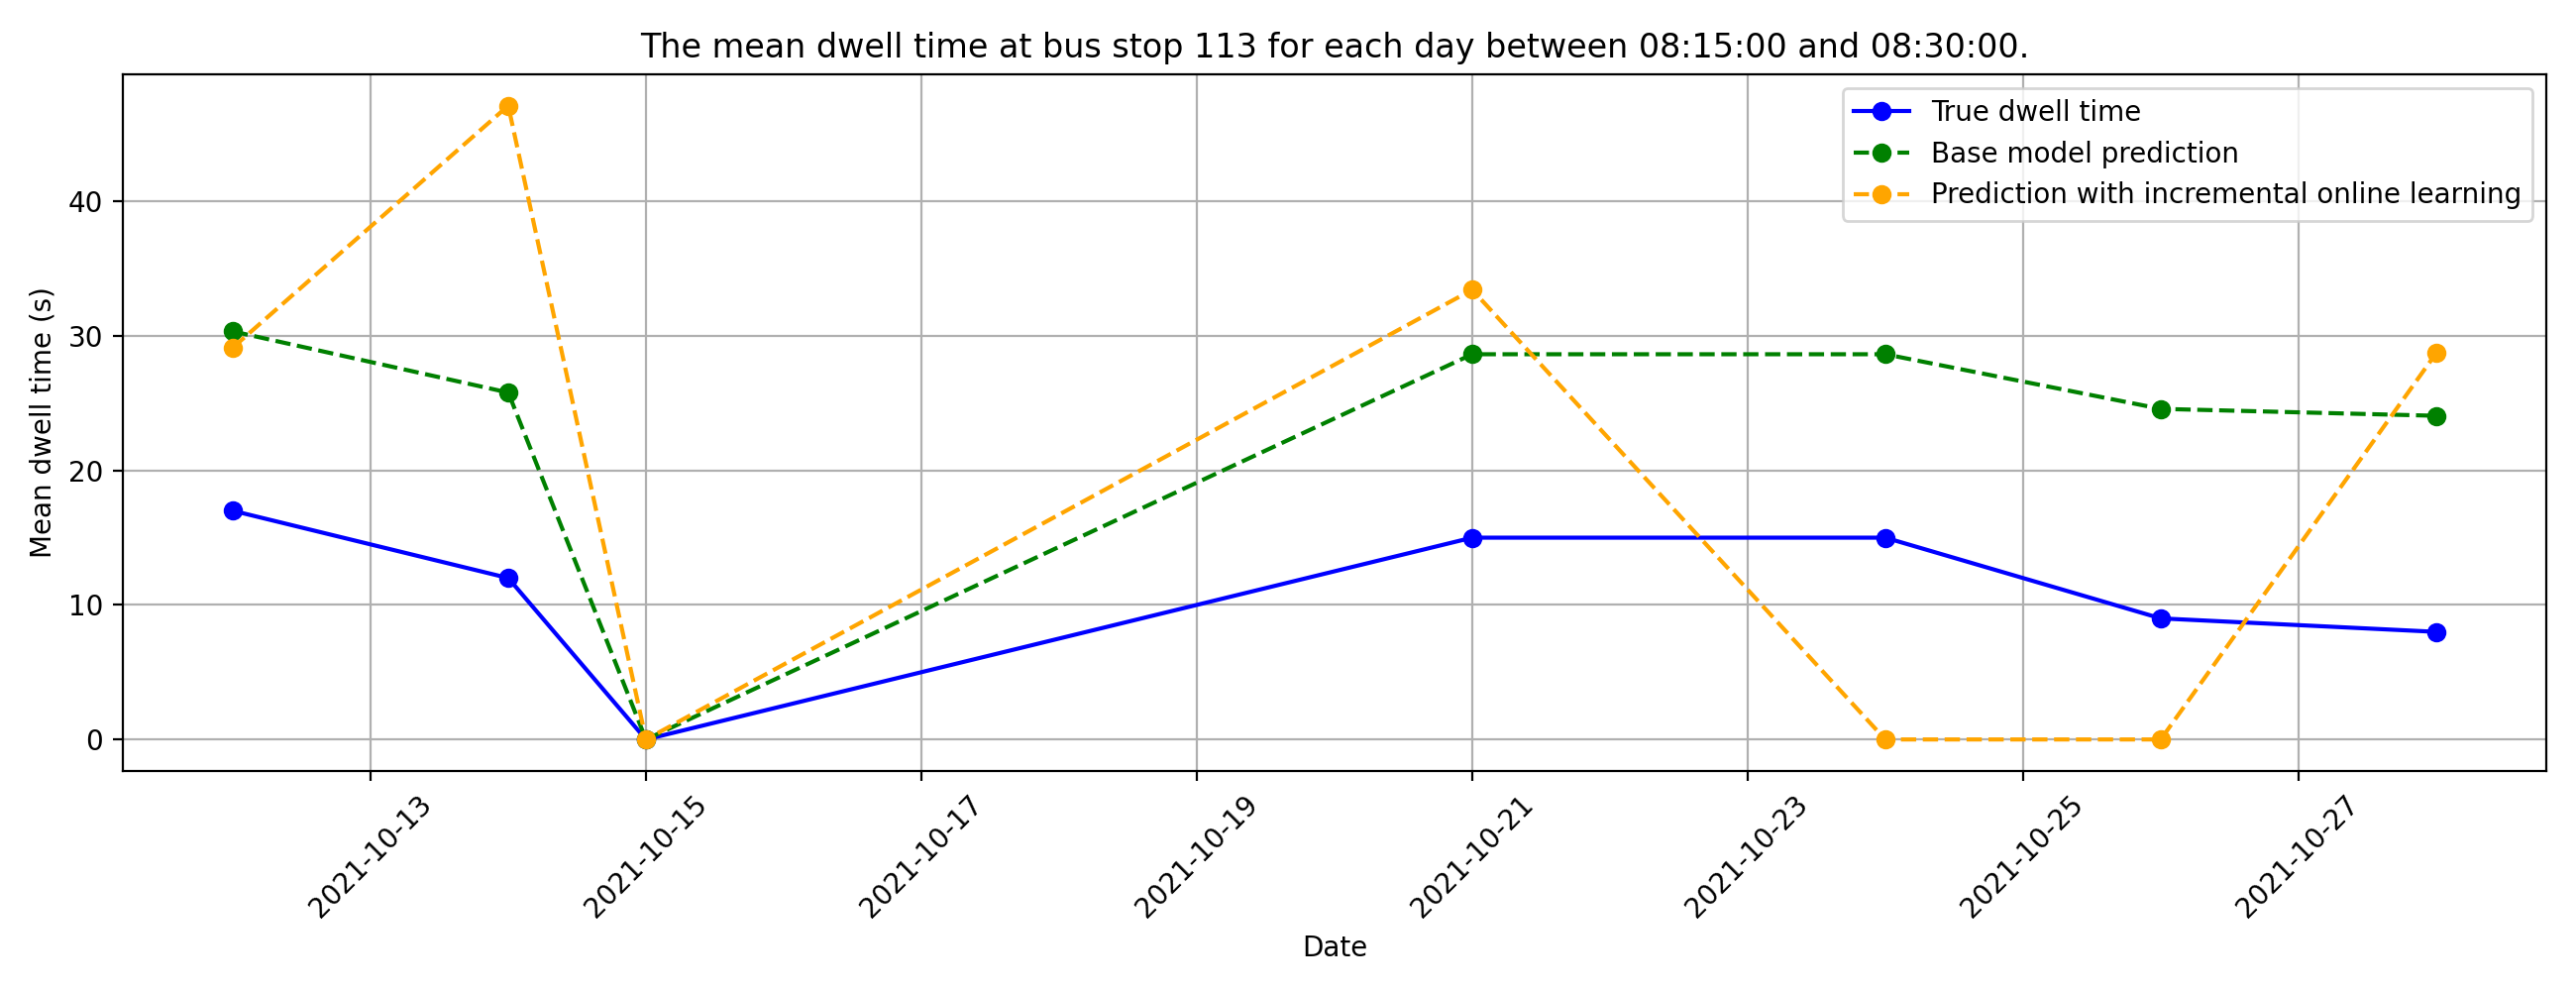 The mean dwell time at bus stop 113 for each day between 08:15:00 and 08:30:00.
True dwell time
Base model prediction
Prediction with incremental online learning
Mean dwell time (s)
40
30
20
10
0
2021-10-13
2021-10-15
2021-10-17
2021-10-19
2021-10-21
2021-10-23
2021-10-25
2021-10-27
Date